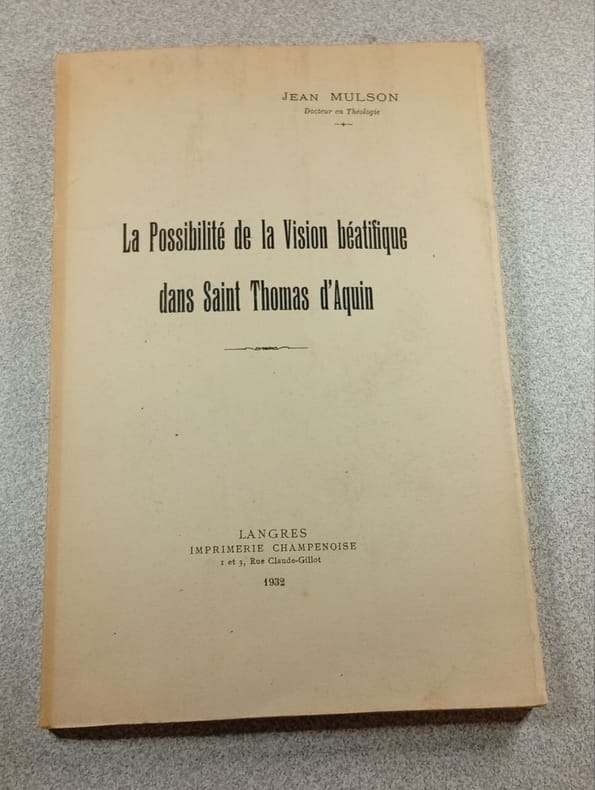 Jean MULSON
Docteur en Théologie
La Possibilité de la Vision béatifique
dans Saint Thomas d'Aquin
LANGRES
IMPRIMERIE CHAMPENOISE
1 et 3, Rue Claude-Gillot
1932